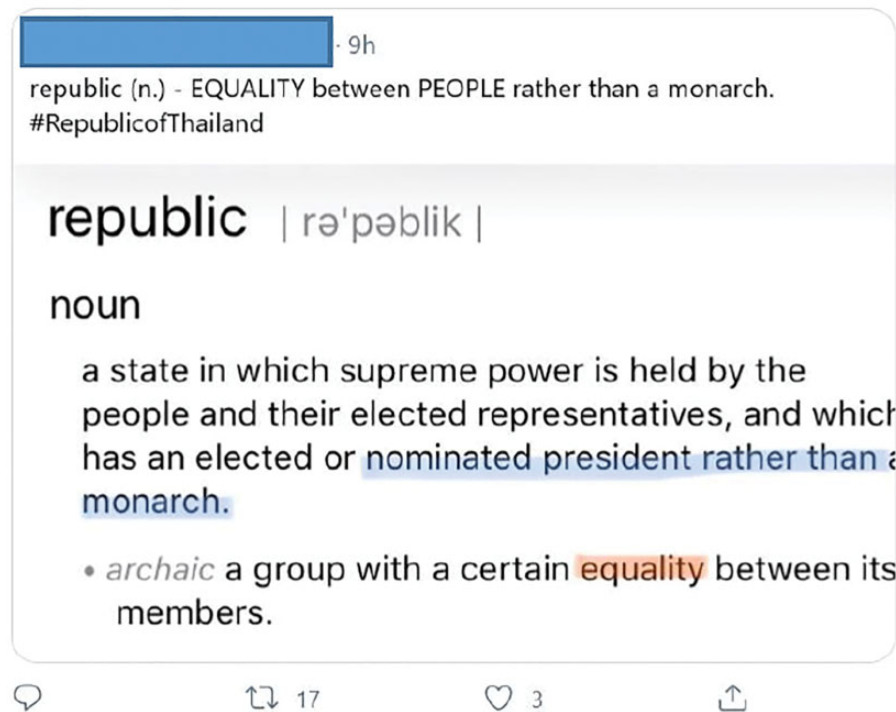 · 9h
republic (n.) - EQUALITY between PEOPLE rather than a monarch.
#RepublicofThailand
republic | rə'pəblik |
noun
a state in which supreme power is held by the
people and their elected representatives, and which
has an elected or nominated president rather than a
monarch.
• archaic a group with a certain equality between its
members.
17 3